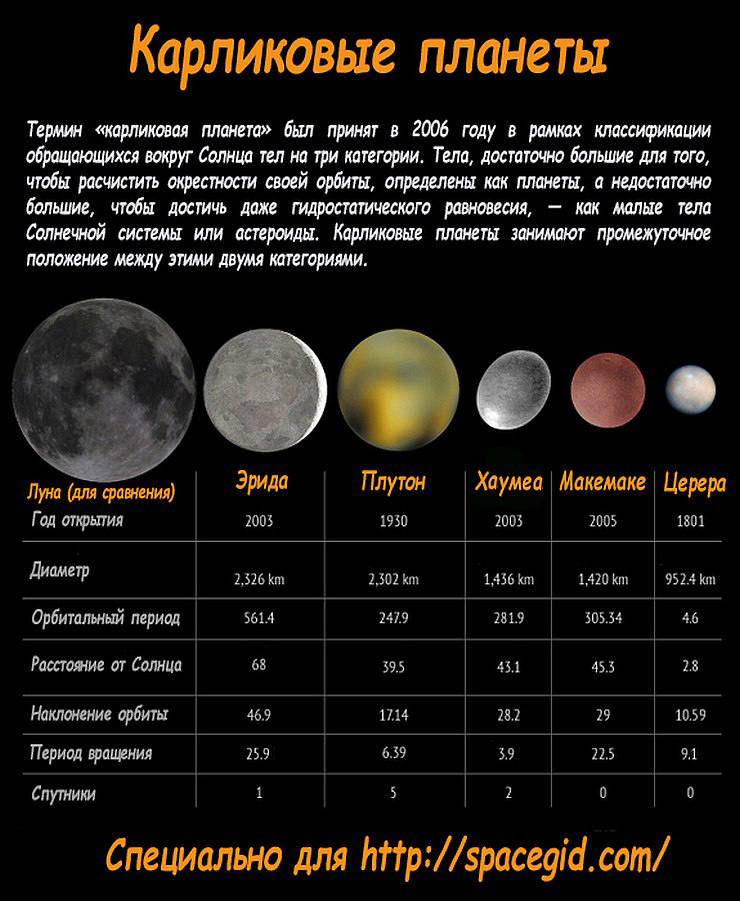 Карликовые планеты
Термин «карликовая планета» был принят в 2006 году в рамках классификации
обращающихся вокруг Солнца тел на три категории. Тела, достаточно большие для того,
чтобы расчистить окрестности своей орбиты, определены как планеты, а недостаточно
большие, чтобы достичь даже гидростатического равновесия, — как малые тела
Солнечной системы или астероиды. Карликовые планеты занимают промежуточное
положение между этими двумя категориями.
Луна (для сравнения) Эрида Плутон Хаумеа Макемаке Церера
Год открытия 2003 1930 2003 2005 1801
Диаметр 2,326 km 2,302 km 1,436 km 1,420 km 952.4 km
Орбитальный период 561.4 247.9 281.9 305.34 4.6
Расстояние от Солнца 68 39.5 43.1 45.3 2.8
Наклонение орбиты 46.9 17.14 28.2 29 10.59
Период вращения 25.9 6.39 3.9 22.5 9.1
Спутники 1 5 2 0 0
Специально для http://spacegid.com/